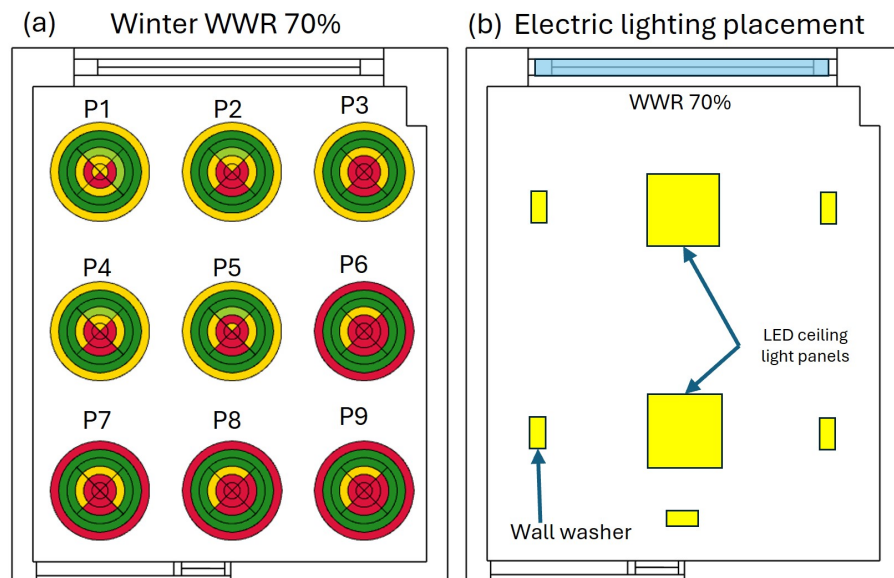 (a) Winter WWR 70%
P1 P2 P3
P4 P5 P6
P7 P8 P9
(b) Electric lighting placement
WWR 70%
LED ceiling
light panels
Wall washer